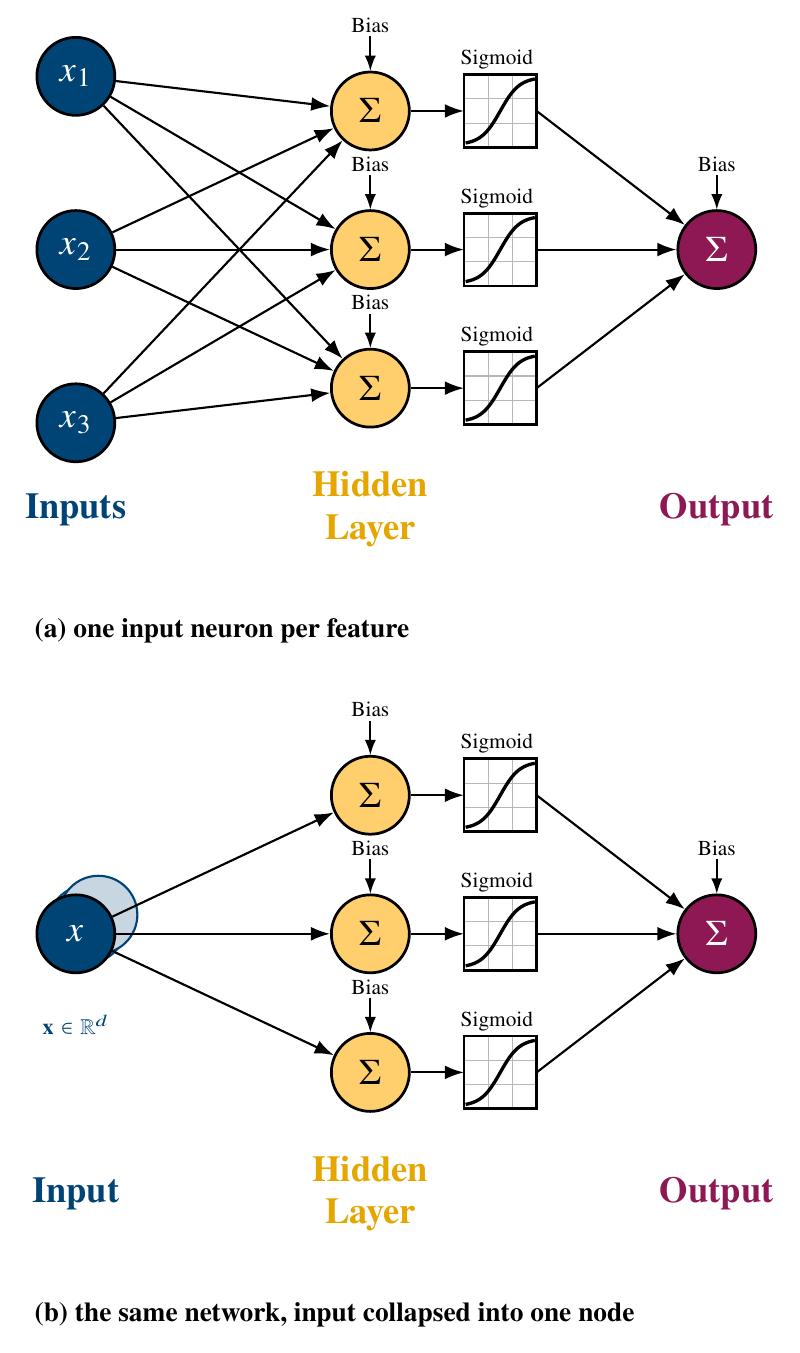 Bias
x1
Σ
Sigmoid
Bias
x2
Σ
Sigmoid
Bias
Σ
Bias
x3
Σ
Sigmoid
Inputs
Hidden
Layer
Output
(a) one input neuron per feature
Bias
Σ
Sigmoid
Bias
x
Σ
Sigmoid
Bias
Σ
Bias
Σ
Sigmoid
x ∈ ℝᵈ
Input
Hidden
Layer
Output
(b) the same network, input collapsed into one node